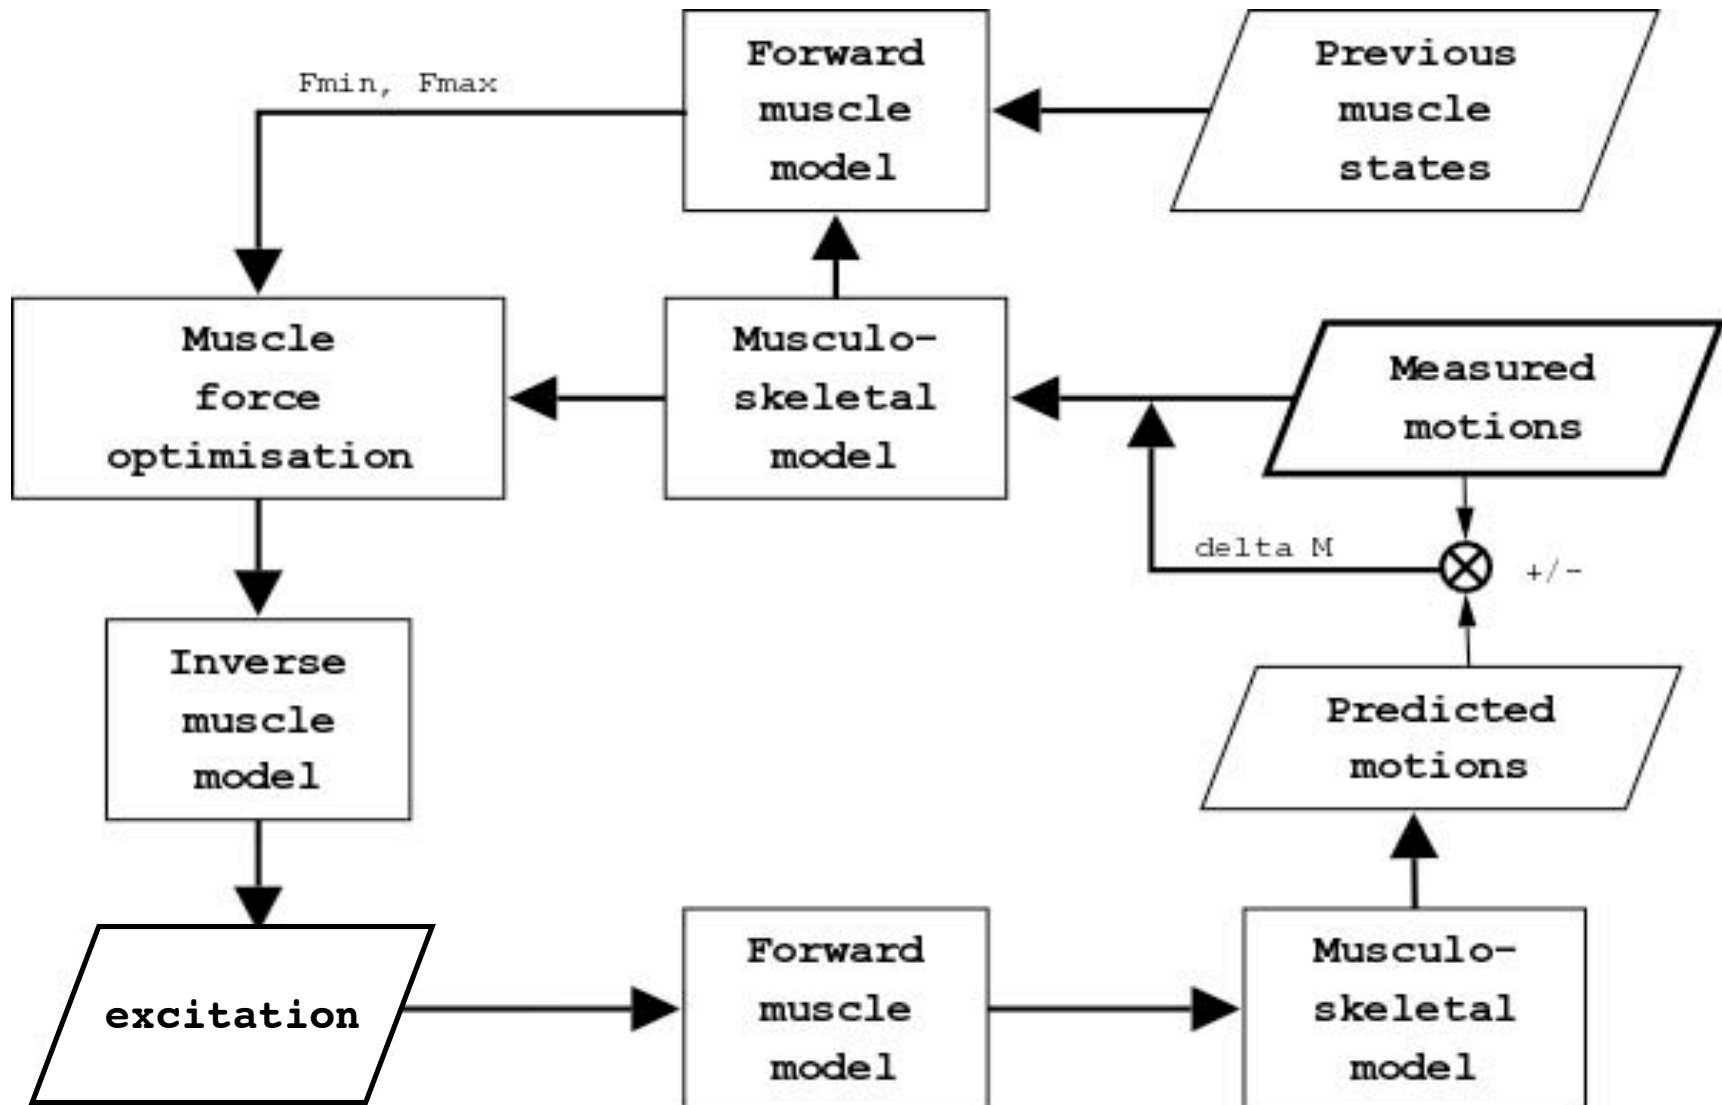 Forward
muscle
model
Previous
muscle
states
Fmin, Fmax
Muscle
force
optimisation
Musculo-
skeletal
model
Measured
motions
delta M
+/-
Inverse
muscle
model
Predicted
motions
excitation
Forward
muscle
model
Musculo-
skeletal
model